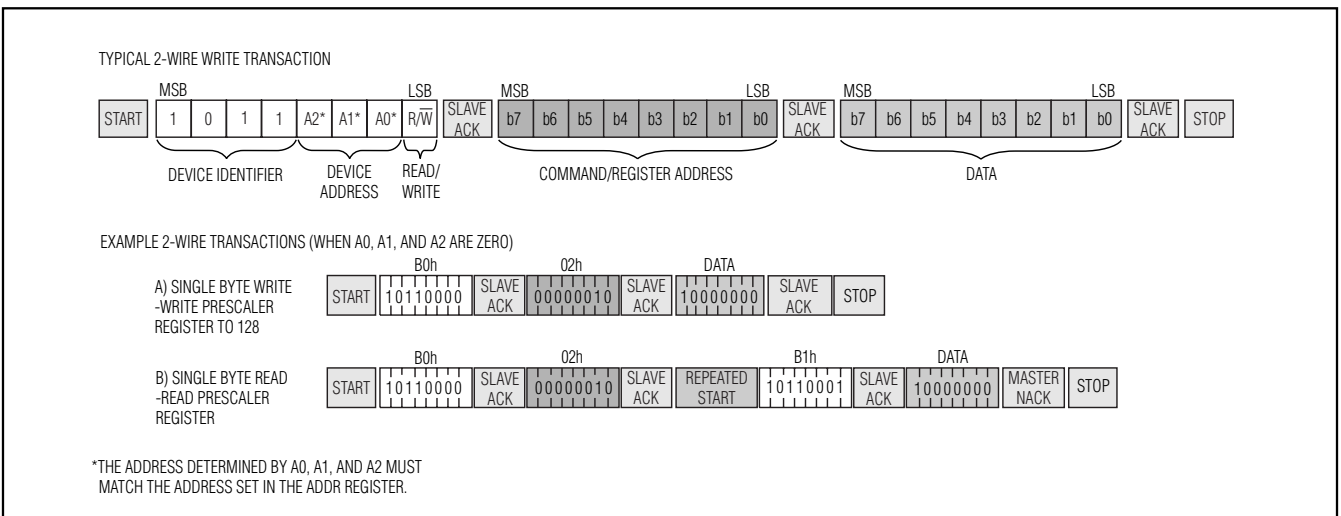 TYPICAL 2-WIRE WRITE TRANSACTION
MSB LSB MSB LSB MSB LSB
START 1 0 1 1 A2* A1* A0* R/W̅ SLAVE ACK b7 b6 b5 b4 b3 b2 b1 b0 SLAVE ACK b7 b6 b5 b4 b3 b2 b1 b0 SLAVE ACK STOP
DEVICE IDENTIFIER DEVICE ADDRESS READ/WRITE COMMAND/REGISTER ADDRESS DATA
EXAMPLE 2-WIRE TRANSACTIONS (WHEN A0, A1, AND A2 ARE ZERO)
B0h 02h DATA
A) SINGLE BYTE WRITE
-WRITE PRESCALER
REGISTER TO 128
START 10110000 SLAVE ACK 00000010 SLAVE ACK 10000000 SLAVE ACK STOP
B0h 02h B1h DATA
B) SINGLE BYTE READ
-READ PRESCALER
REGISTER
START 10110000 SLAVE ACK 00000010 SLAVE ACK REPEATED START 10110001 SLAVE ACK 10000000 MASTER NACK STOP
*THE ADDRESS DETERMINED BY A0, A1, AND A2 MUST
MATCH THE ADDRESS SET IN THE ADDR REGISTER.